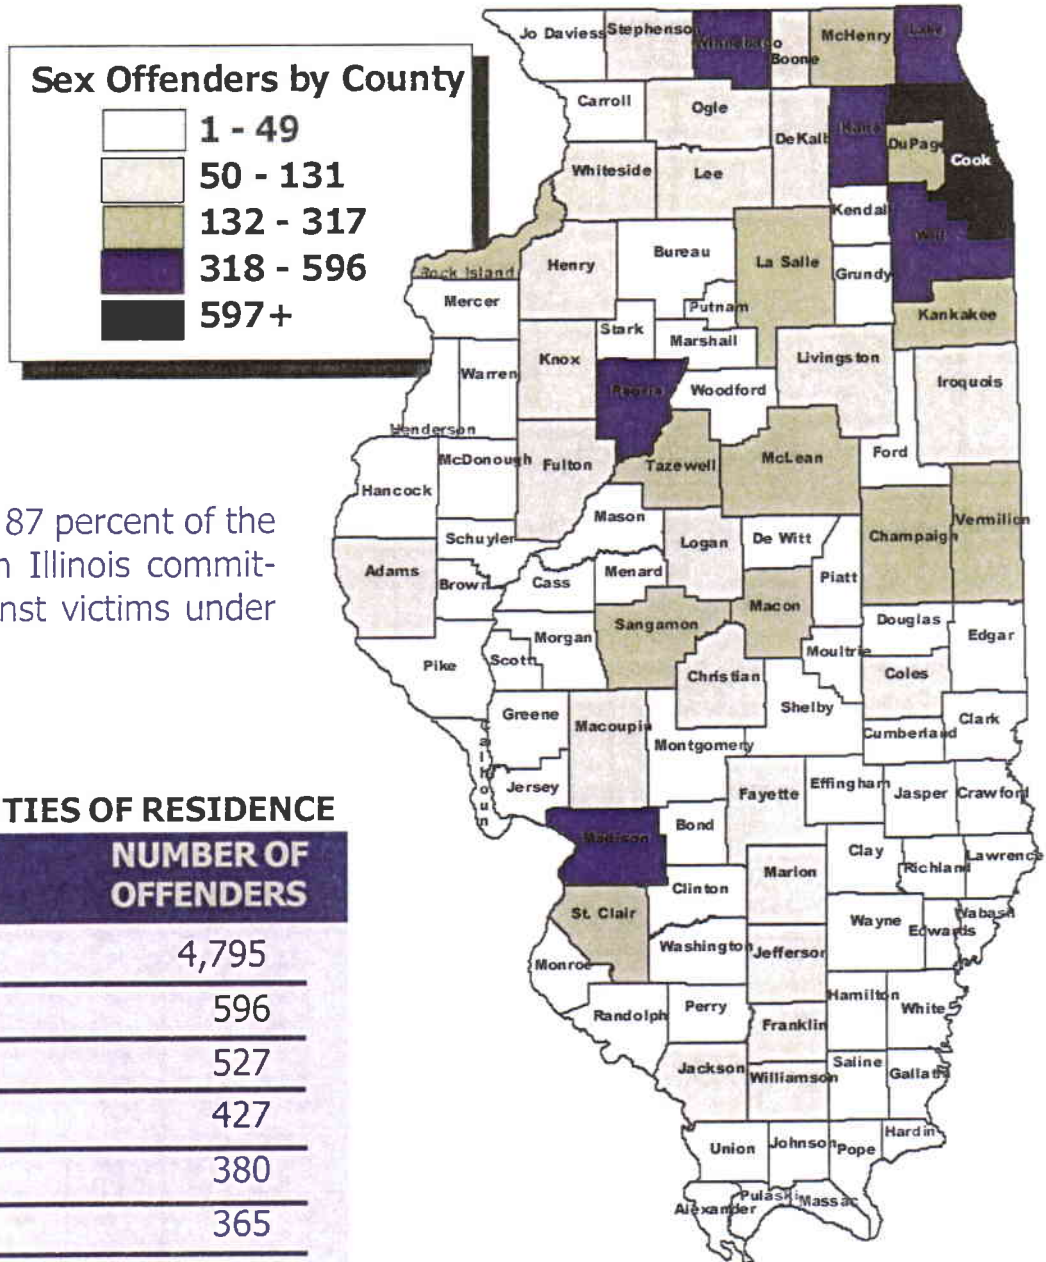 Sex Offenders by County
1 - 49
50 - 131
132 - 317
318 - 596
597+
Jo Daviess
Stephenson
Winnebago
Boone
McHenry
Lake
Carroll
Ogle
DeKalb
Kane
DuPage
Cook
Whiteside
Lee
Kendal
Will
Rock Island
Henry
Bureau
La Salle
Grundy
Mercer
Putnam
Kankakee
Stark
Marshall
Knox
Livingston
Warren
Peoria
Woodford
Iroquois
Henderson
McDonough
Fulton
Tazewell
McLean
Ford
Hancock
Mason
Vermilion
Schuyler
Logan
De Witt
Champaign
Adams
Brown
Cass
Menard
Piatt
Macon
Sangamon
Douglas
Edgar
Pike
Scott
Morgan
Moultrie
Christian
Coles
Greene
Shelby
Macoupin
Clark
Calhoun
Montgomery
Cumberland
Jersey
Fayette
Effingham
Jasper
Crawford
Madison
Bond
Clay
Lawrence
Marion
Richland
Clinton
St. Clair
Wayne
Wabash
Edwards
Washington
Jefferson
Monroe
Hamilton
White
Randolph
Perry
Franklin
Saline
Jackson
Williamson
Gallatin
Union
Johnson
Pope
Hardin
Alexander
Pulaski
Massac
87 percent of the
n Illinois commit-
nst victims under
TIES OF RESIDENCE
NUMBER OF
OFFENDERS
4,795
596
527
427
380
365